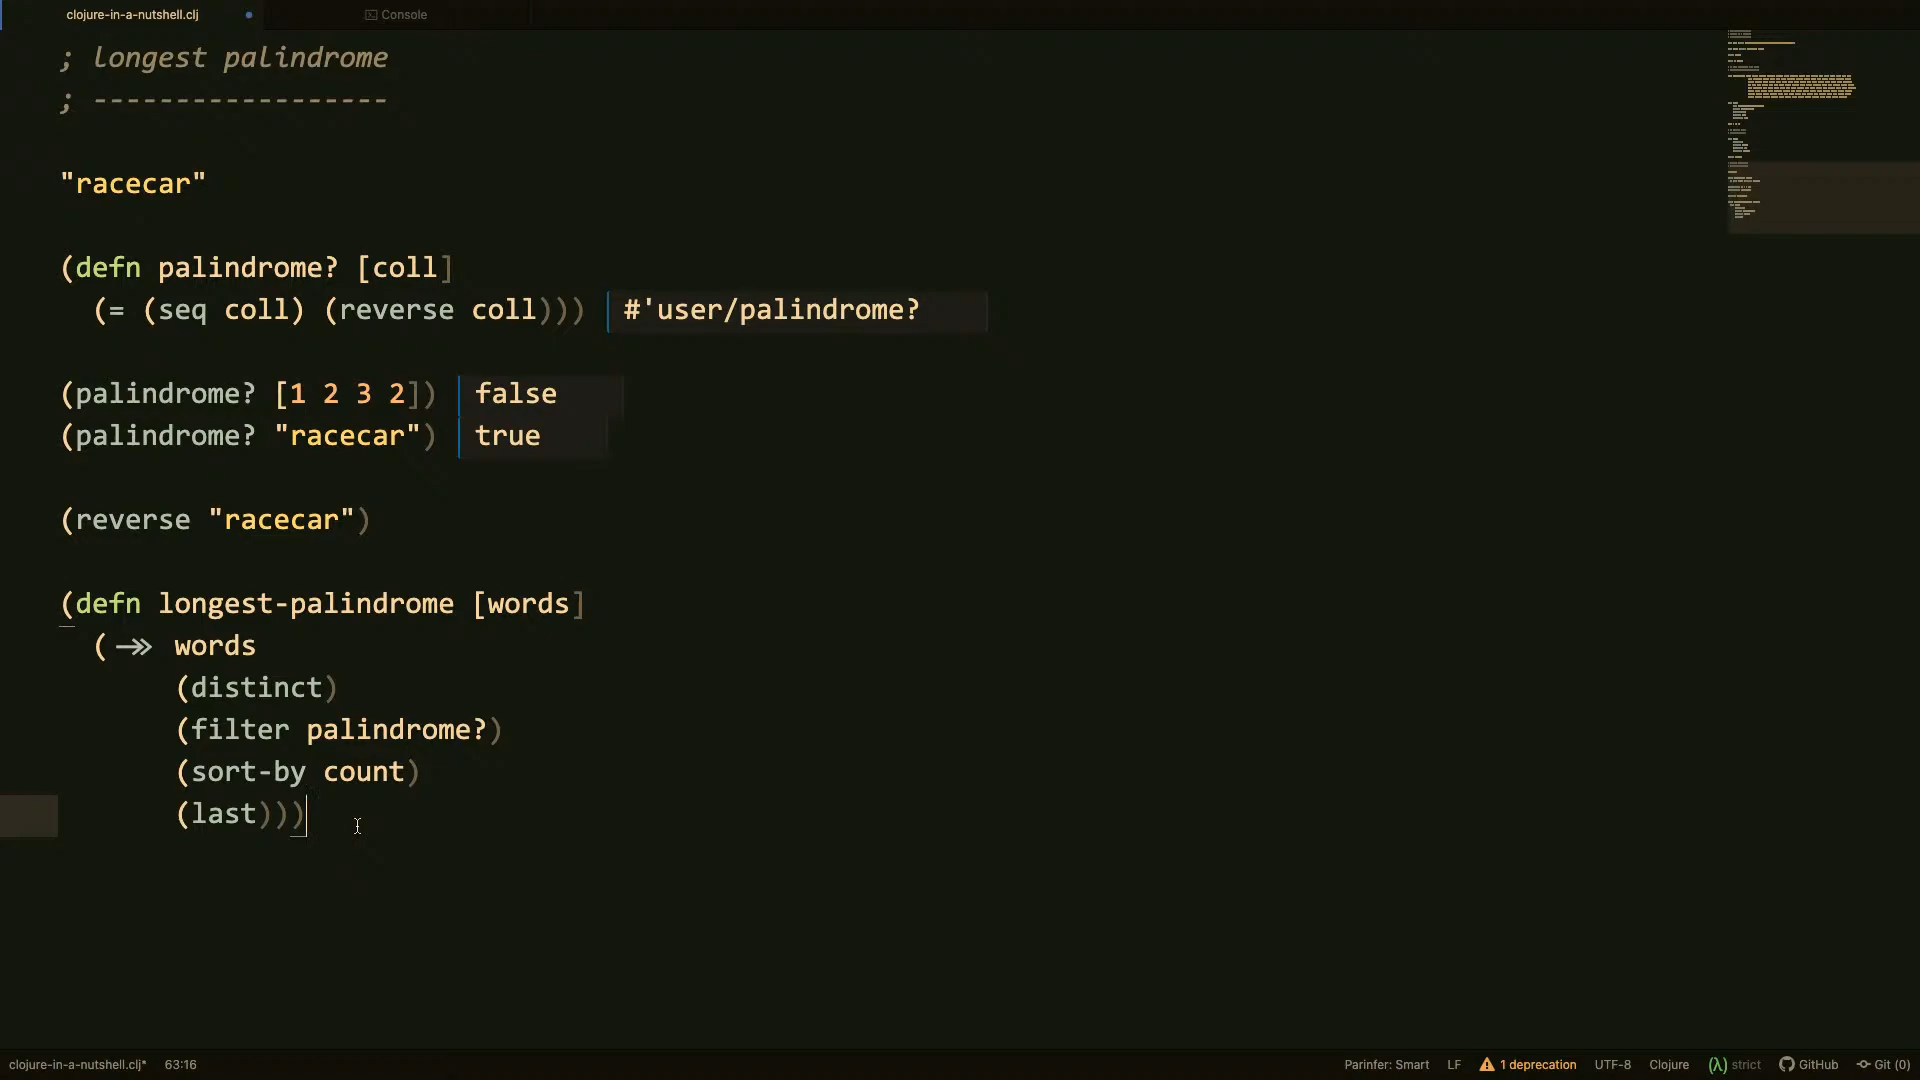 clojure-in-a-nutshell.clj
Console
; longest palindrome
; ------------------
"racecar"
(defn palindrome? [coll]
(= (seq coll) (reverse coll))) #'user/palindrome?
(palindrome? [1 2 3 2]) false
(palindrome? "racecar") true
(reverse "racecar")
(defn longest-palindrome [words]
(->> words
(distinct)
(filter palindrome?)
(sort-by count)
(last)))
clojure-in-a-nutshell.clj* 63:16 Parinfer: Smart LF 1 deprecation UTF-8 Clojure (λ) strict GitHub Git (0)